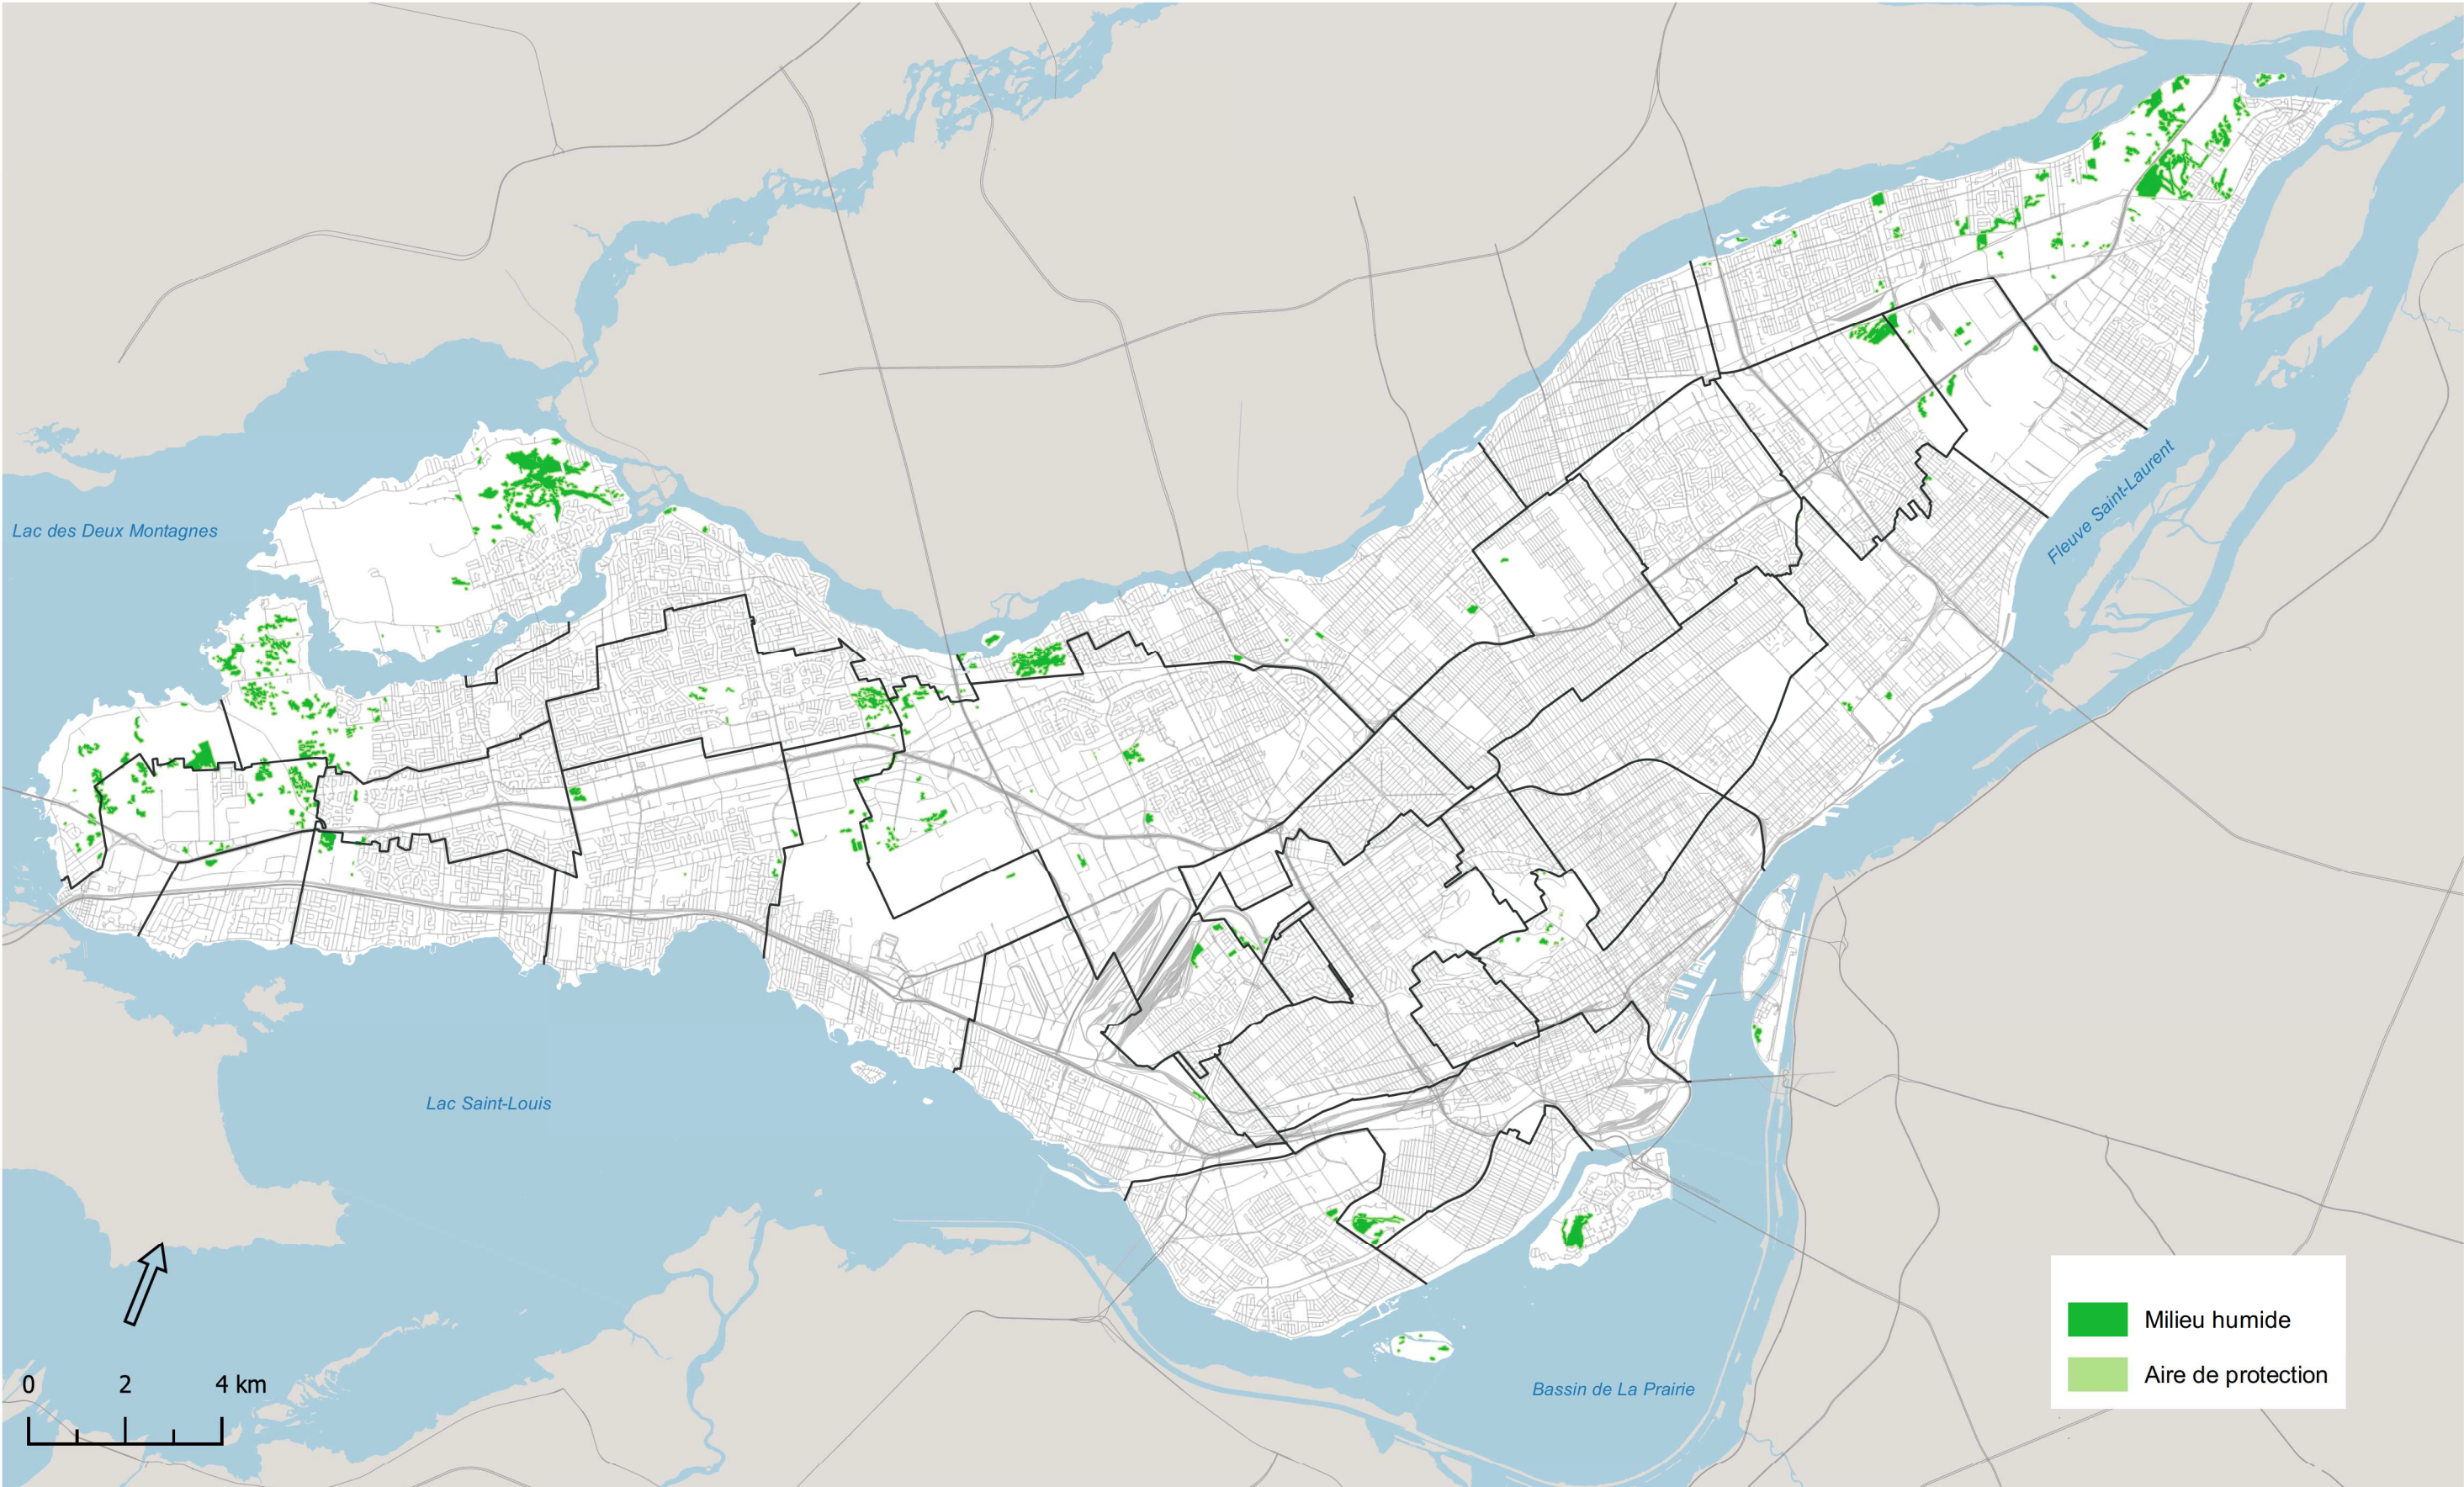 Lac des Deux Montagnes
Fleuve Saint-Laurent
Lac Saint-Louis
Bassin de La Prairie
0 2 4 km
Milieu humide
Aire de protection